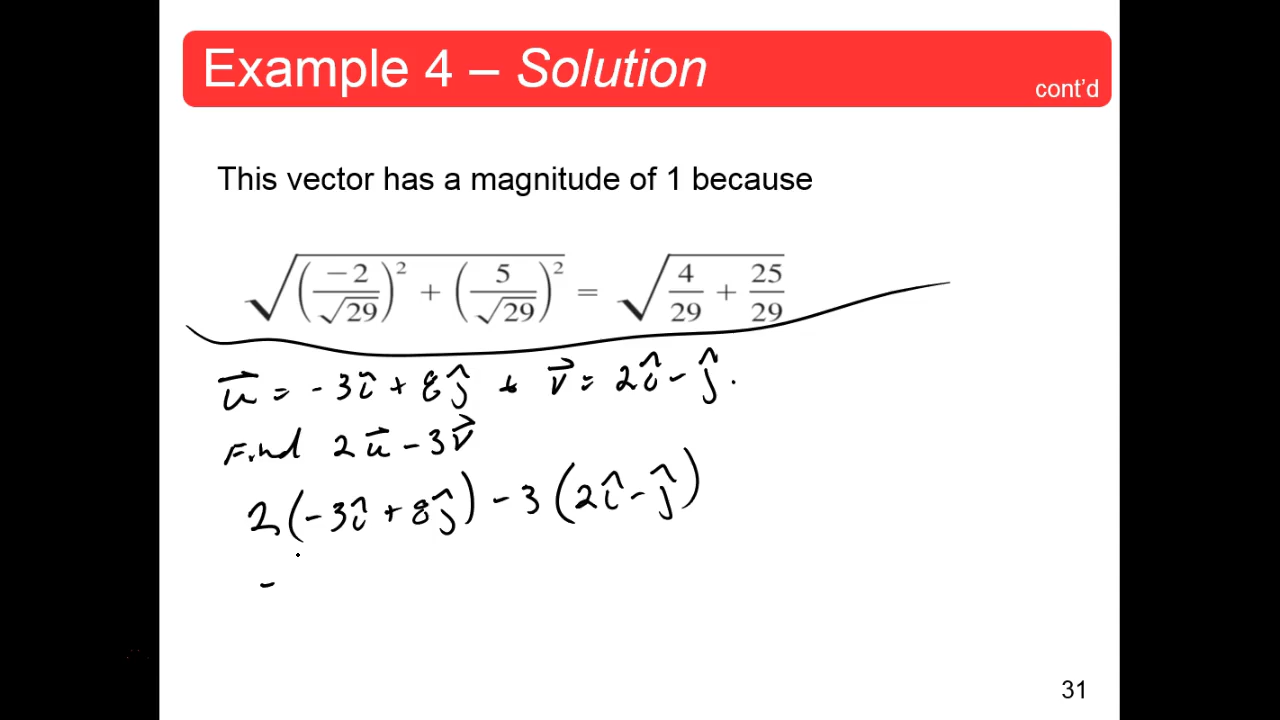 Example 4 – Solution
cont'd
This vector has a magnitude of 1 because
√((−2/√29)² + (5/√29)²) = √(4/29 + 25/29)
u⃗ = -3î + 8ĵ & v⃗ = 2î - ĵ.
Find 2u⃗ - 3v⃗
2(-3î + 8ĵ) - 3(2î - ĵ)
-
31